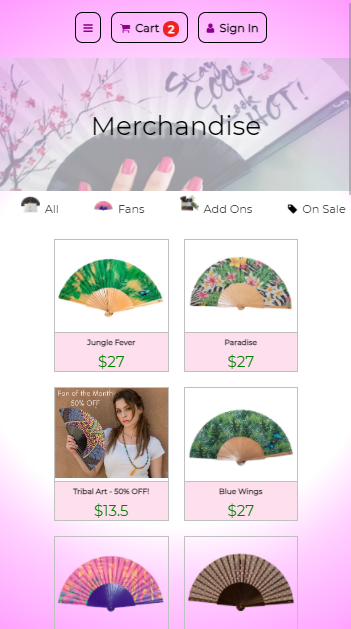 Cart 2
Sign In
Stay
COOL
Look
HOT!
Merchandise
All
Fans
Add Ons
On Sale
Jungle Fever
$27
Paradise
$27
Fan of the Month
50% OFF
Tribal Art - 50% OFF!
$13.5
Blue Wings
$27